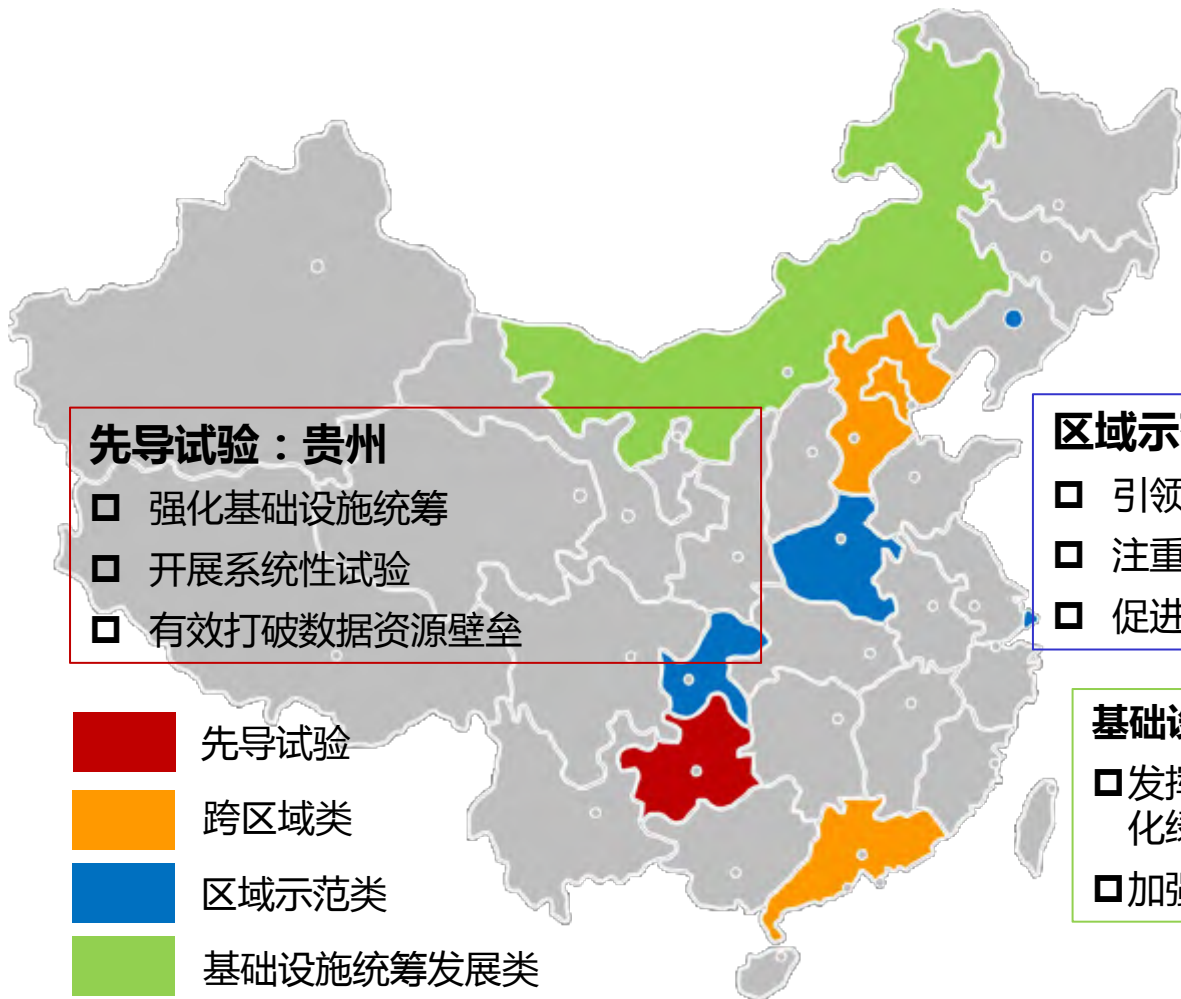 先导试验：贵州
强化基础设施统筹
开展系统性试验
有效打破数据资源壁垒
区域示
引领
注重
促进
基础设
发挥
化绿
加强
先导试验
跨区域类
区域示范类
基础设施统筹发展类